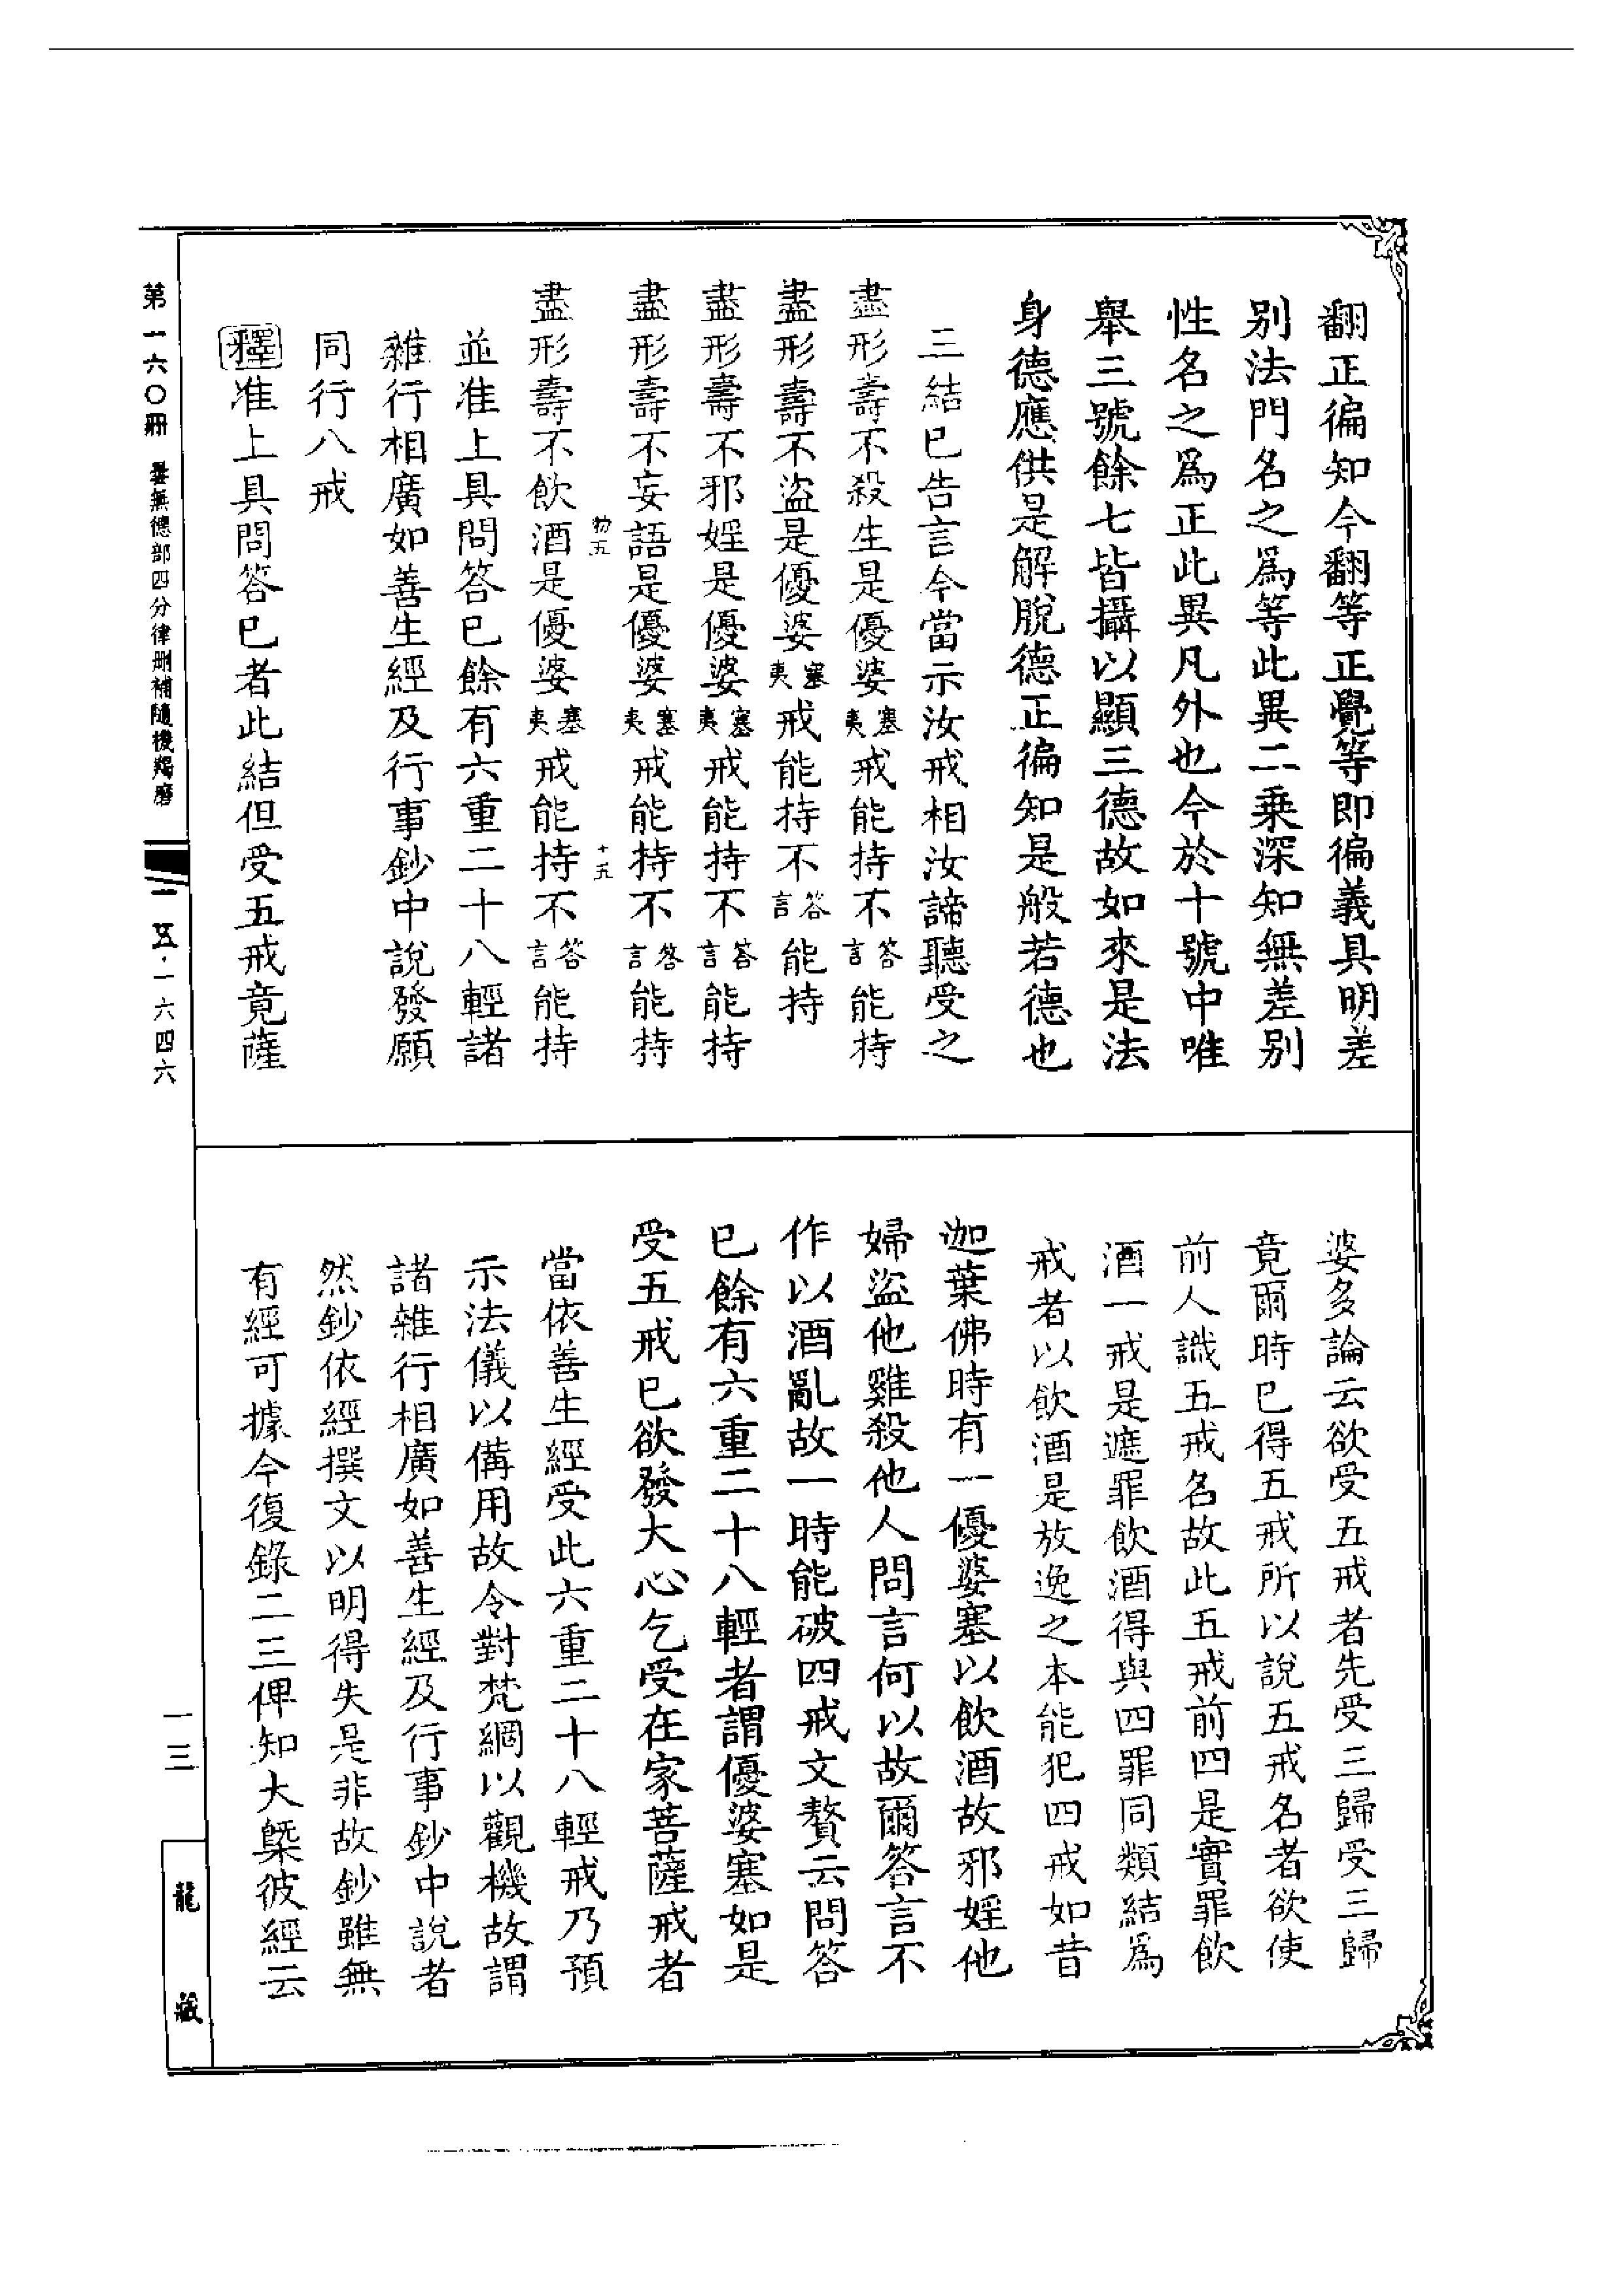 翻正徧知今翻等正覺等即徧義具明差
別法門名之爲等此異二乘深知無差別
性名之爲正此異凡外也今於十號中唯
舉三號餘七皆攝以顯三德故如來是法
身德應供是解脫德正徧知是般若德也
三結已告言今當示汝戒相汝諦聽受之
盡形壽不殺生是優婆塞夷戒能持不答言能持
盡形壽不盜是優婆塞夷戒能持不答言能持
盡形壽不邪婬是優婆塞夷戒能持不答言能持
盡形壽不妄語是優婆塞夷戒能持不答言能持
物五
十五
盡形壽不飲酒是優婆塞夷戒能持不答言能持
並准上具問答已餘有六重二十八輕諸
雜行相廣如善生經及行事鈔中說發願
同行八戒
釋准上具問答已者此結但受五戒竟薩
婆多論云欲受五戒者先受三歸受三歸
竟爾時已得五戒所以說五戒名者欲使
前人識五戒名故此五戒前四是實罪飲
酒一戒是遮罪飲酒得與四罪同類結爲
戒者以飲酒是放逸之本能犯四戒如昔
迦葉佛時有一優婆塞以飲酒故邪婬他
婦盜他雞殺他人問言何以故爾答言不
作以酒亂故一時能破四戒文贅云問答
已餘有六重二十八輕者謂優婆塞如是
受五戒已欲發大心乞受在家菩薩戒者
當依善生經受此六重二十八輕戒乃預
示法儀以備用故令對梵網以觀機故謂
諸雜行相廣如善生經及行事鈔中說者
然鈔依經撰文以明得失是非故鈔雖無
有經可據今復錄二三俾知大槩彼經云
第一六〇冊 曇無德部四分律刪補隨機羯磨
一五·一六四六
一三
龍藏